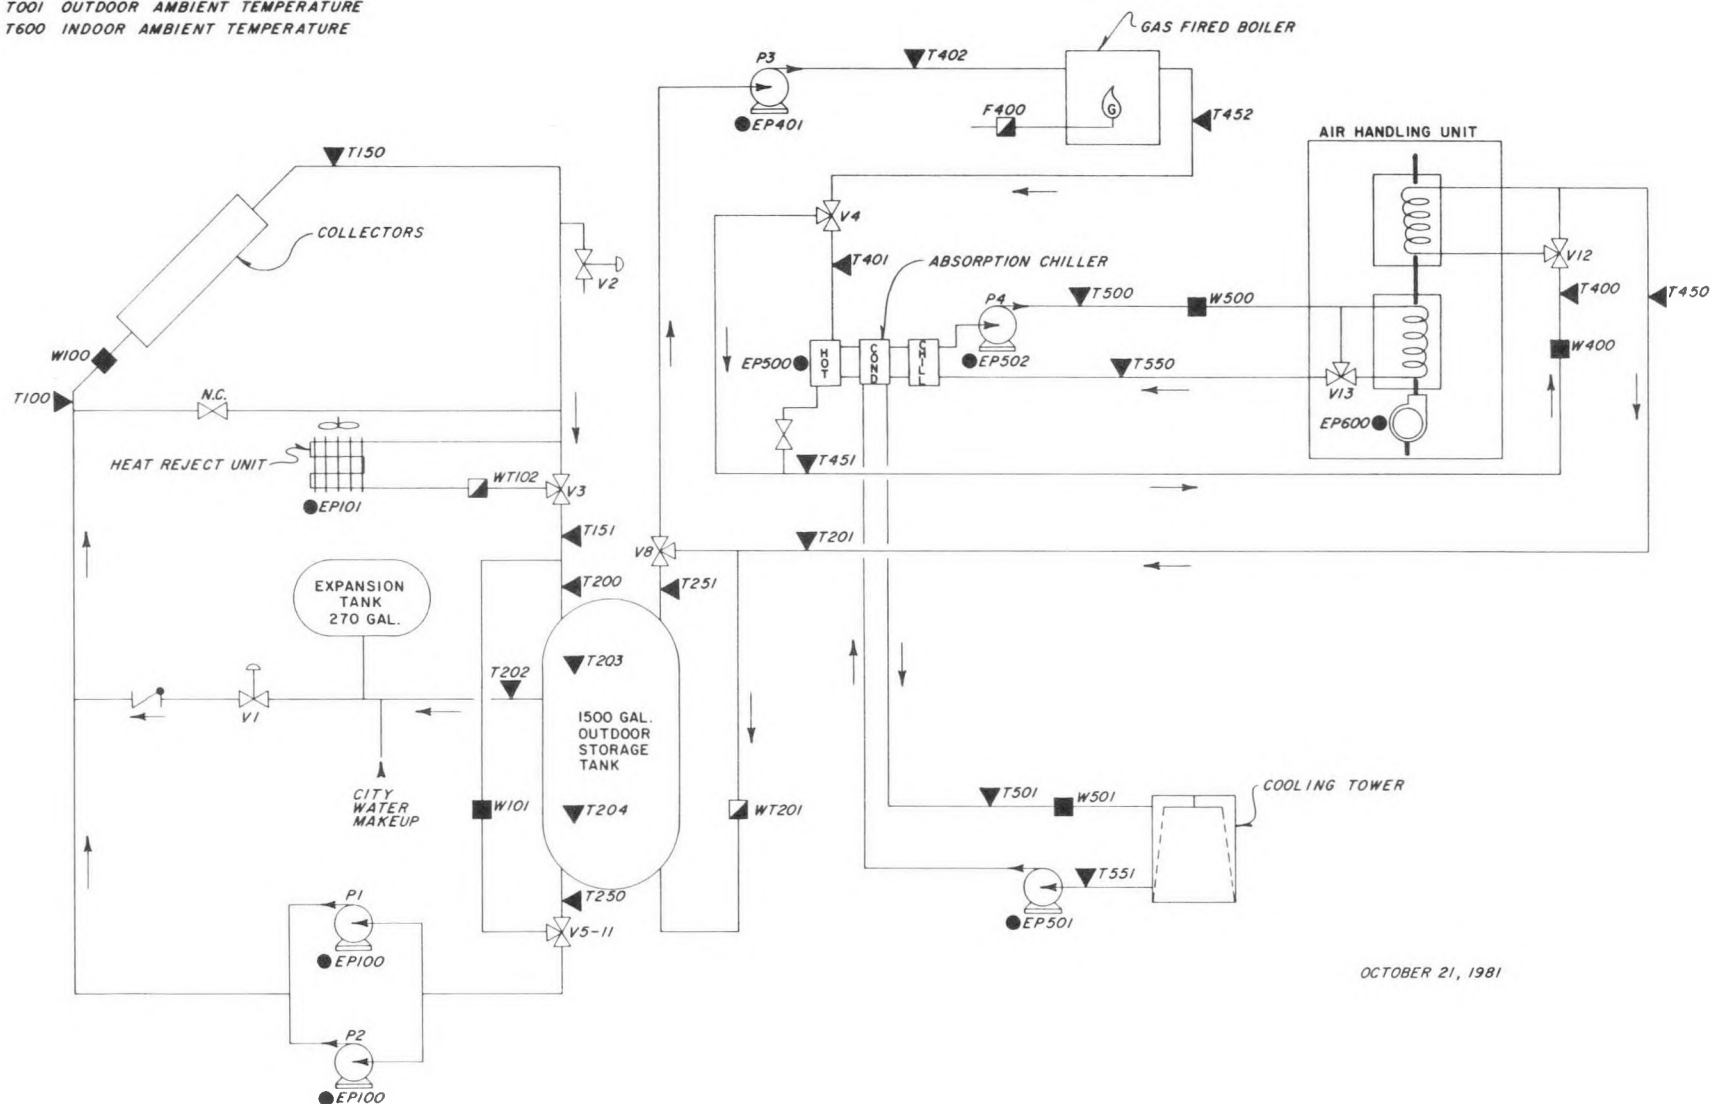 T001 OUTDOOR AMBIENT TEMPERATURE
T600 INDOOR AMBIENT TEMPERATURE
GAS FIRED BOILER
P3
T402
G
F400
EP401
T452
AIR HANDLING UNIT
T150
COLLECTORS
V2
V4
T401
ABSORPTION CHILLER
V12
T400
T450
P4
T500
W500
W100
EP500
HOT
COND
CHILL
EP502
T550
V13
W400
T100
N.C.
EP600
HEAT REJECT UNIT
WT102
V3
EP101
T451
T151
V8
T201
EXPANSION
TANK
270 GAL.
T200
T251
T203
T202
V1
1500 GAL.
OUTDOOR
STORAGE
TANK
CITY
WATER
MAKEUP
W101
T204
WT201
T501
W501
COOLING TOWER
T551
EP501
T250
V5-11
P1
EP100
OCTOBER 21, 1981
P2
EP100